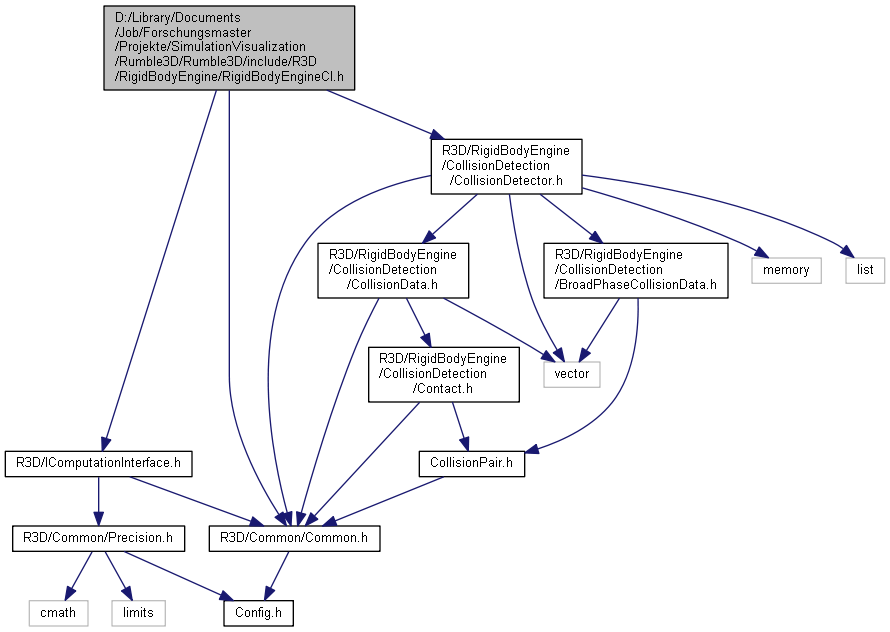 D:/Library/Documents
/Job/Forschungsmaster
/Projekte/SimulationVisualization
/Rumble3D/Rumble3D/include/R3D
/RigidBodyEngine/RigidBodyEngineCI.h
R3D/RigidBodyEngine
/CollisionDetection
/CollisionDetector.h
R3D/RigidBodyEngine
/CollisionDetection
/CollisionData.h
R3D/RigidBodyEngine
/CollisionDetection
/BroadPhaseCollisionData.h
memory
list
R3D/RigidBodyEngine
/CollisionDetection
/Contact.h
vector
R3D/IComputationInterface.h
CollisionPair.h
R3D/Common/Precision.h
R3D/Common/Common.h
cmath
limits
Config.h